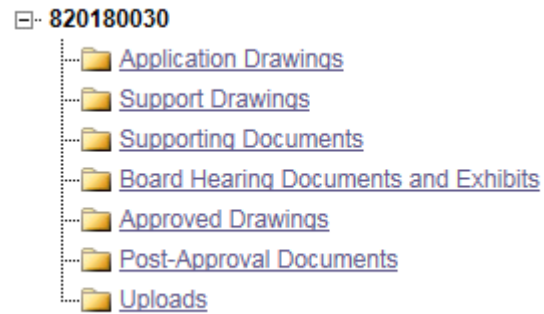 820180030
Application Drawings
Support Drawings
Supporting Documents
Board Hearing Documents and Exhibits
Approved Drawings
Post-Approval Documents
Uploads